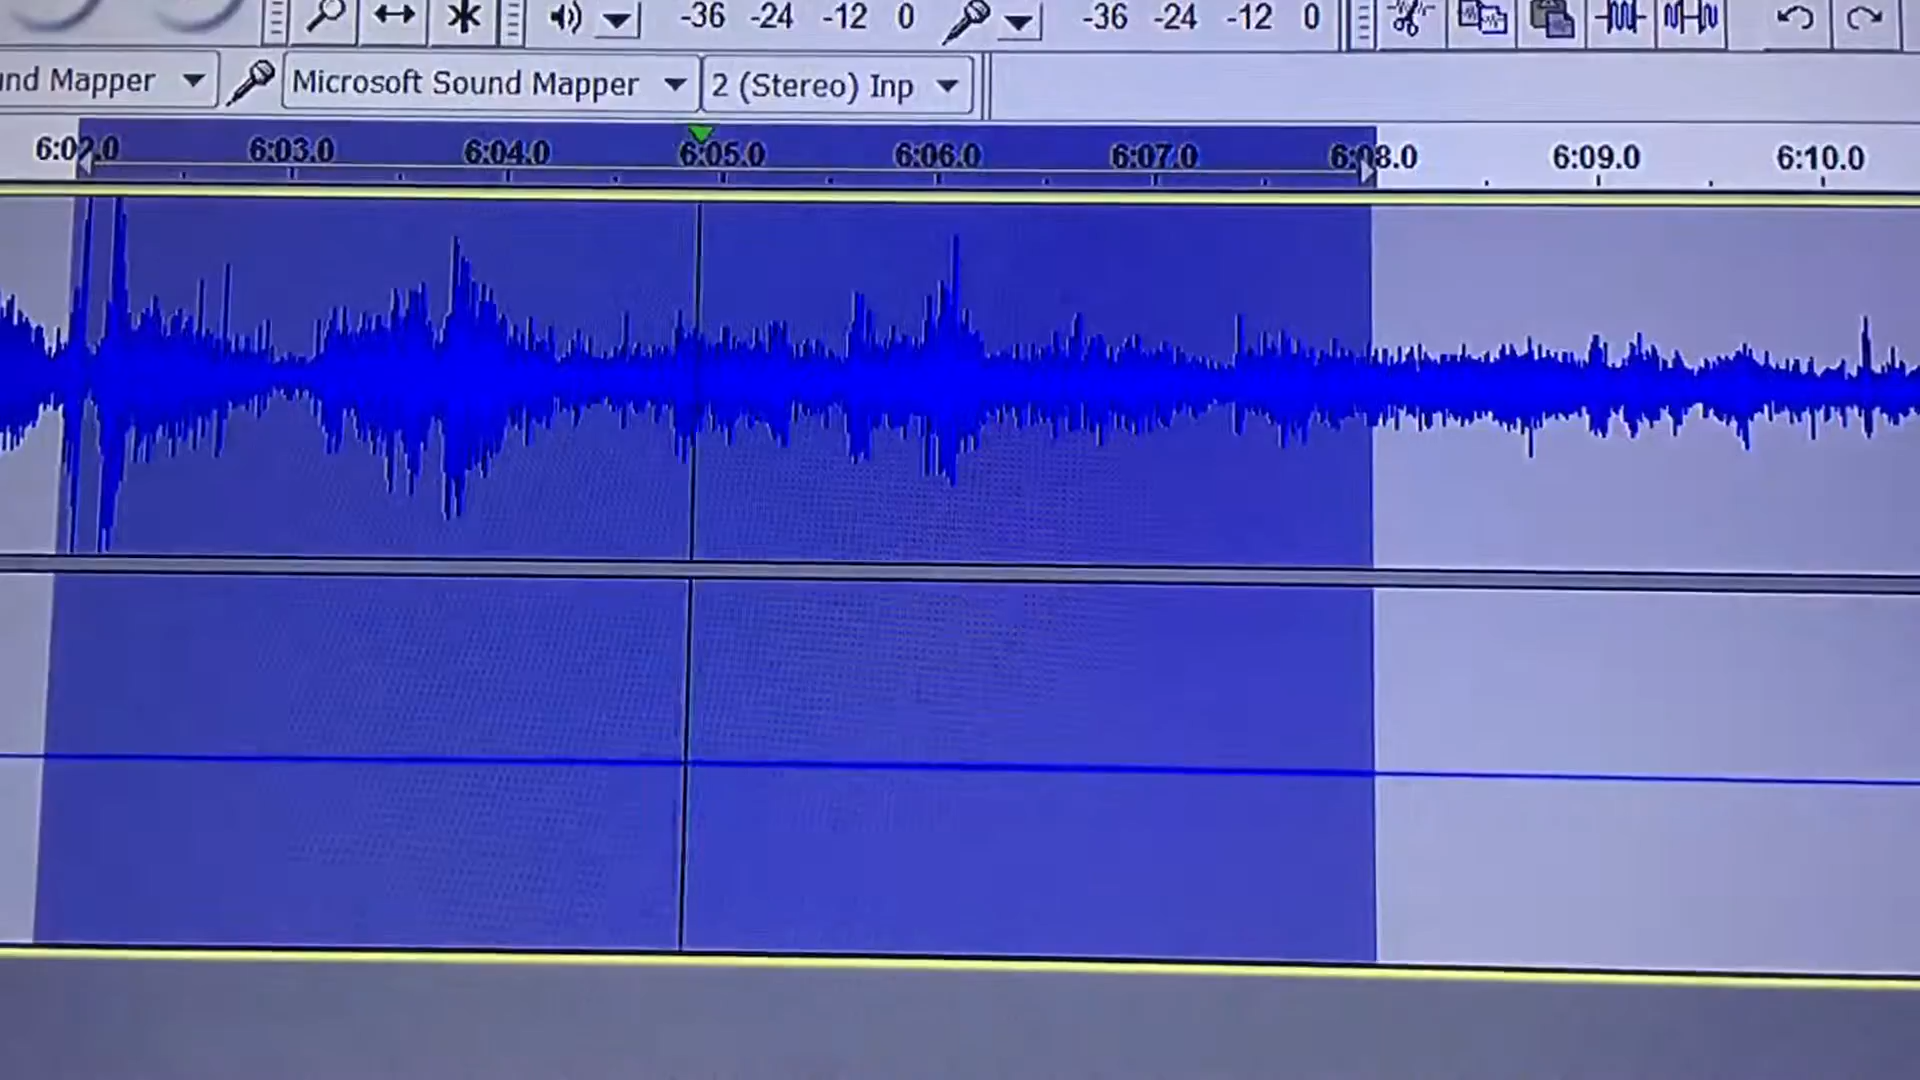 -36 -24 -12 0 -36 -24 -12 0
und Mapper Microsoft Sound Mapper 2 (Stereo) Inp
6:02.0 6:03.0 6:04.0 6:05.0 6:06.0 6:07.0 6:08.0 6:09.0 6:10.0